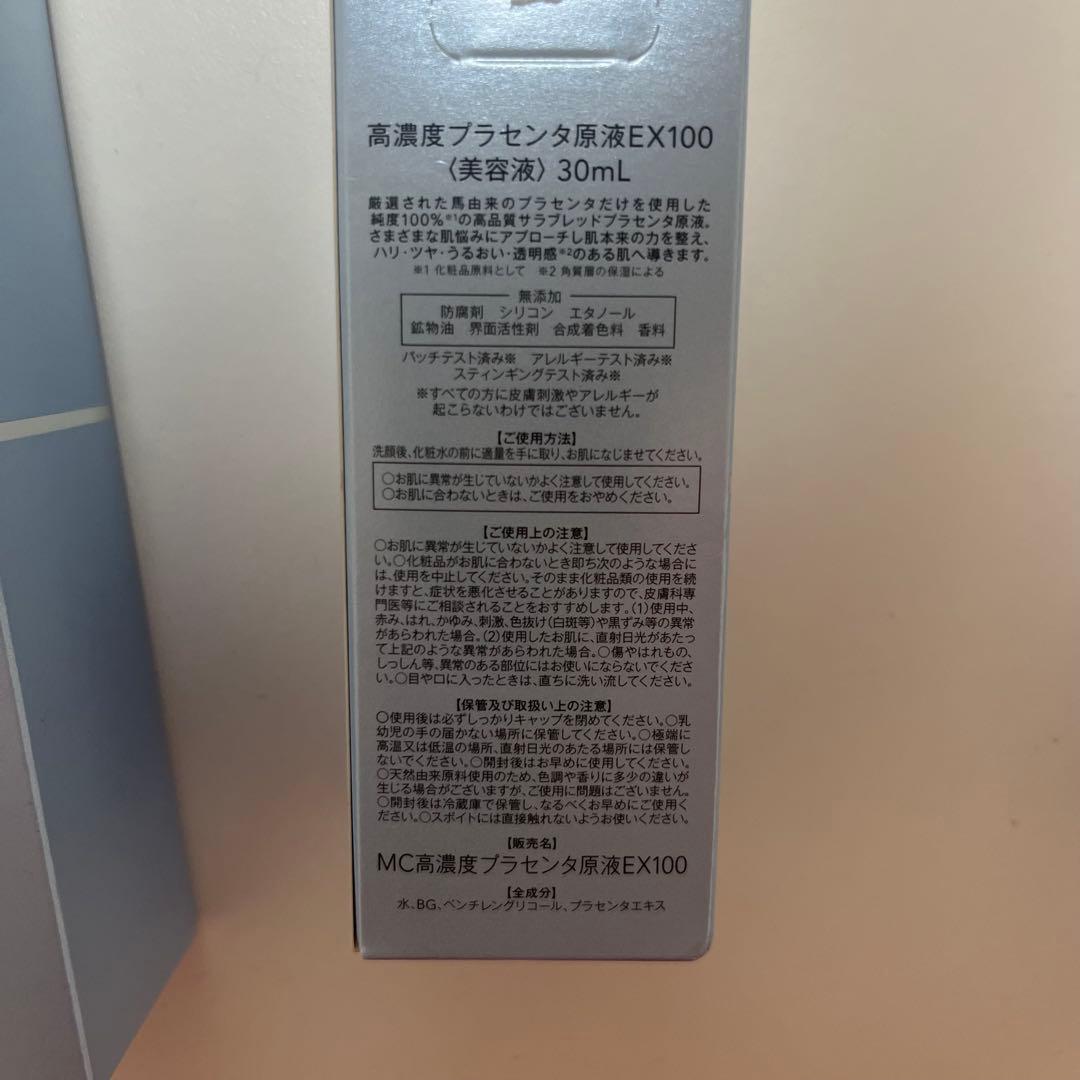 高濃度プラセンタ原液EX100
〈美容液〉30mL
厳選された馬由来のプラセンタだけを使用した
純度100%※1の高品質サラブレッドプラセンタ原液。
さまざまな肌悩みにアプローチし肌本来の力を整え、
ハリ・ツヤ・うるおい・透明感※2のある肌へ導きます。
※1 化粧品原料として ※2 角質層の保湿による
無添加
防腐剤 シリコン エタノール
鉱物油 界面活性剤 合成着色料 香料
パッチテスト済み※ アレルギーテスト済み※
スティンギングテスト済み※
※すべての方に皮膚刺激やアレルギーが
起こらないわけではございません。
【ご使用方法】
洗顔後、化粧水の前に適量を手に取り、お肌になじませてください。
○お肌に異常が生じていないかよく注意して使用してください。
○お肌に合わないときは、ご使用をおやめください。
【ご使用上の注意】
○お肌に異常が生じていないかよく注意して使用してくださ
い。○化粧品がお肌に合わないとき即ち次のような場合に
は、使用を中止してください。そのまま化粧品類の使用を続
けますと、症状を悪化させることがありますので、皮膚科専
門医等にご相談されることをおすすめします。(1)使用中、
赤み、はれ、かゆみ、刺激、色抜け(白斑等)や黒ずみ等の異常
があらわれた場合。(2)使用したお肌に、直射日光があたっ
て上記のような異常があらわれた場合。○傷やはれもの、
しっしん等、異常のある部位にはお使いにならないでくださ
い。○目や口に入ったときは、直ちに洗い流してください。
【保管及び取扱い上の注意】
○使用後は必ずしっかりキャップを閉めてください。○乳
幼児の手の届かない場所に保管してください。○極端に
高温又は低温の場所、直射日光のあたる場所には保管し
ないでください。○開封後はお早めに使用してください。
○天然由来原料使用のため、色調や香りに多少の違いが
生じる場合がございますが、ご使用に問題はございません。
○開封後は冷蔵庫で保管し、なるべくお早めにご使用く
ださい。○スポイトには直接触れないようお使いください。
【販売名】
MC高濃度プラセンタ原液EX100
【全成分】
水、BG、ペンチレングリコール、プラセンタエキス